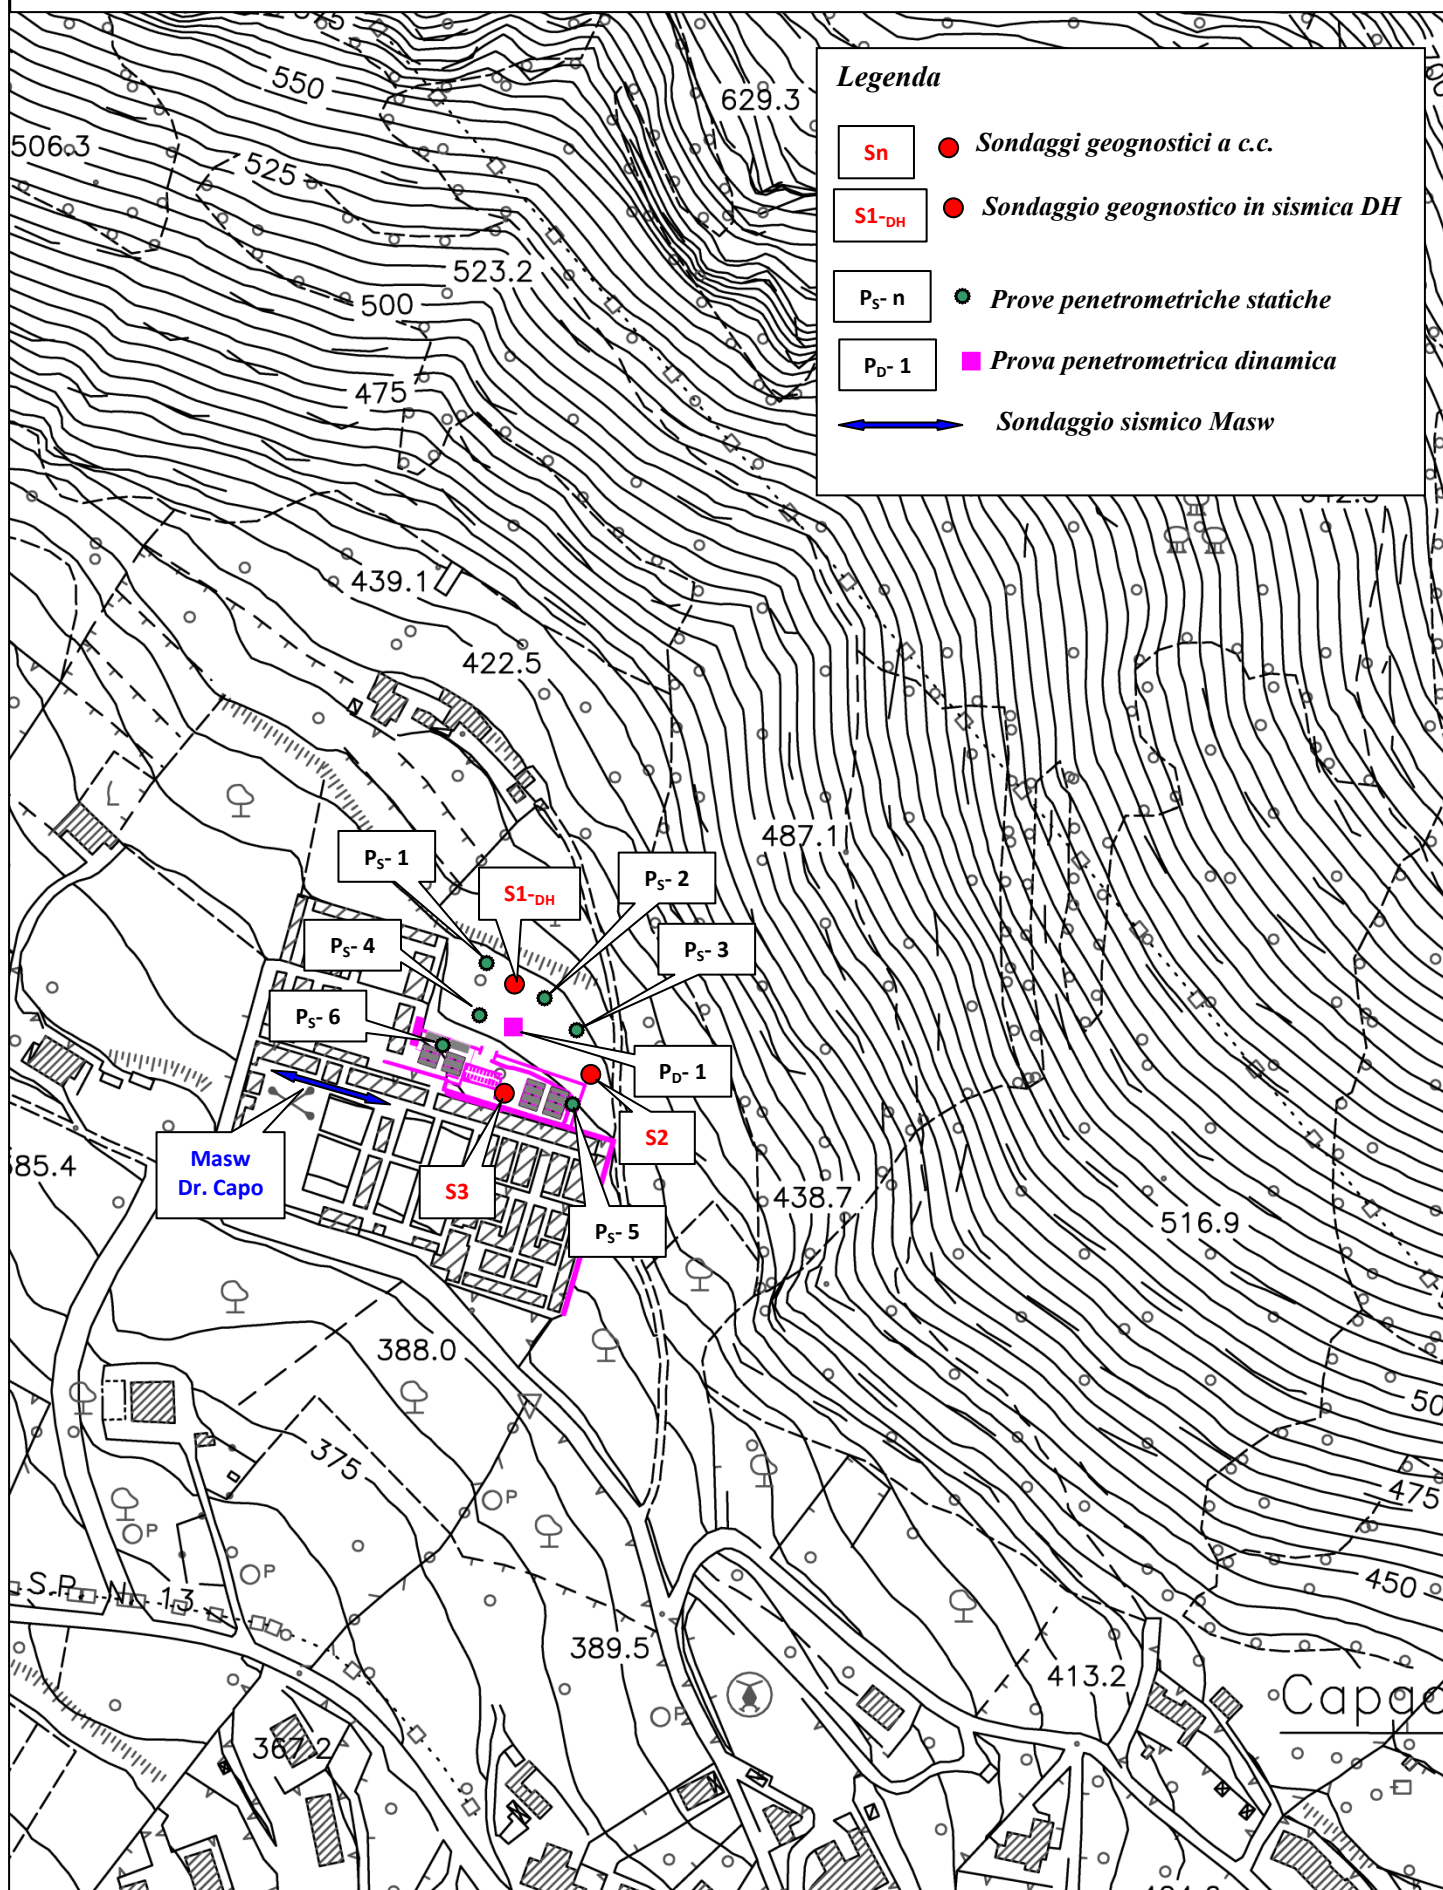 550
629.3
506.3
525
523.2
500
475
Legenda
Sn
Sondaggi geognostici a c.c.
S1-DH
Sondaggio geognostico in sismica DH
PS- n
Prove penetrometriche statiche
PD- 1
Prova penetrometrica dinamica
Sondaggio sismico Masw
439.1
422.5
487.1
PS- 1
S1-DH
PS- 2
PS- 4
PS- 3
PS- 6
PD- 1
S2
Masw
Dr. Capo
S3
PS- 5
438.7
516.9
388.0
375
475
450
P
P
P
S.P. N. 13
389.5
P
413.2
367.2